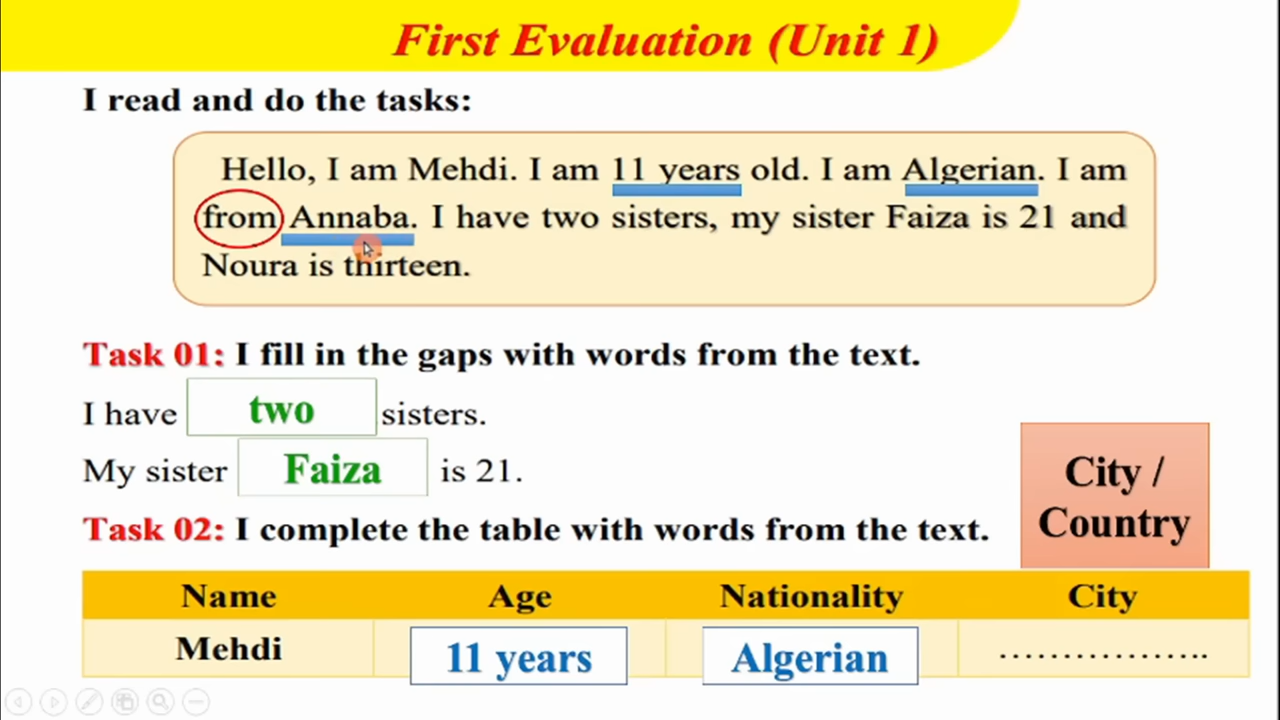 First Evaluation (Unit 1)
I read and do the tasks:
Hello, I am Mehdi. I am 11 years old. I am Algerian. I am
from Annaba. I have two sisters, my sister Faiza is 21 and
Noura is thirteen.
Task 01: I fill in the gaps with words from the text.
I have two sisters.
My sister Faiza is 21.
City /
Country
Task 02: I complete the table with words from the text.
Name Age Nationality City
Mehdi 11 years Algerian ……………..